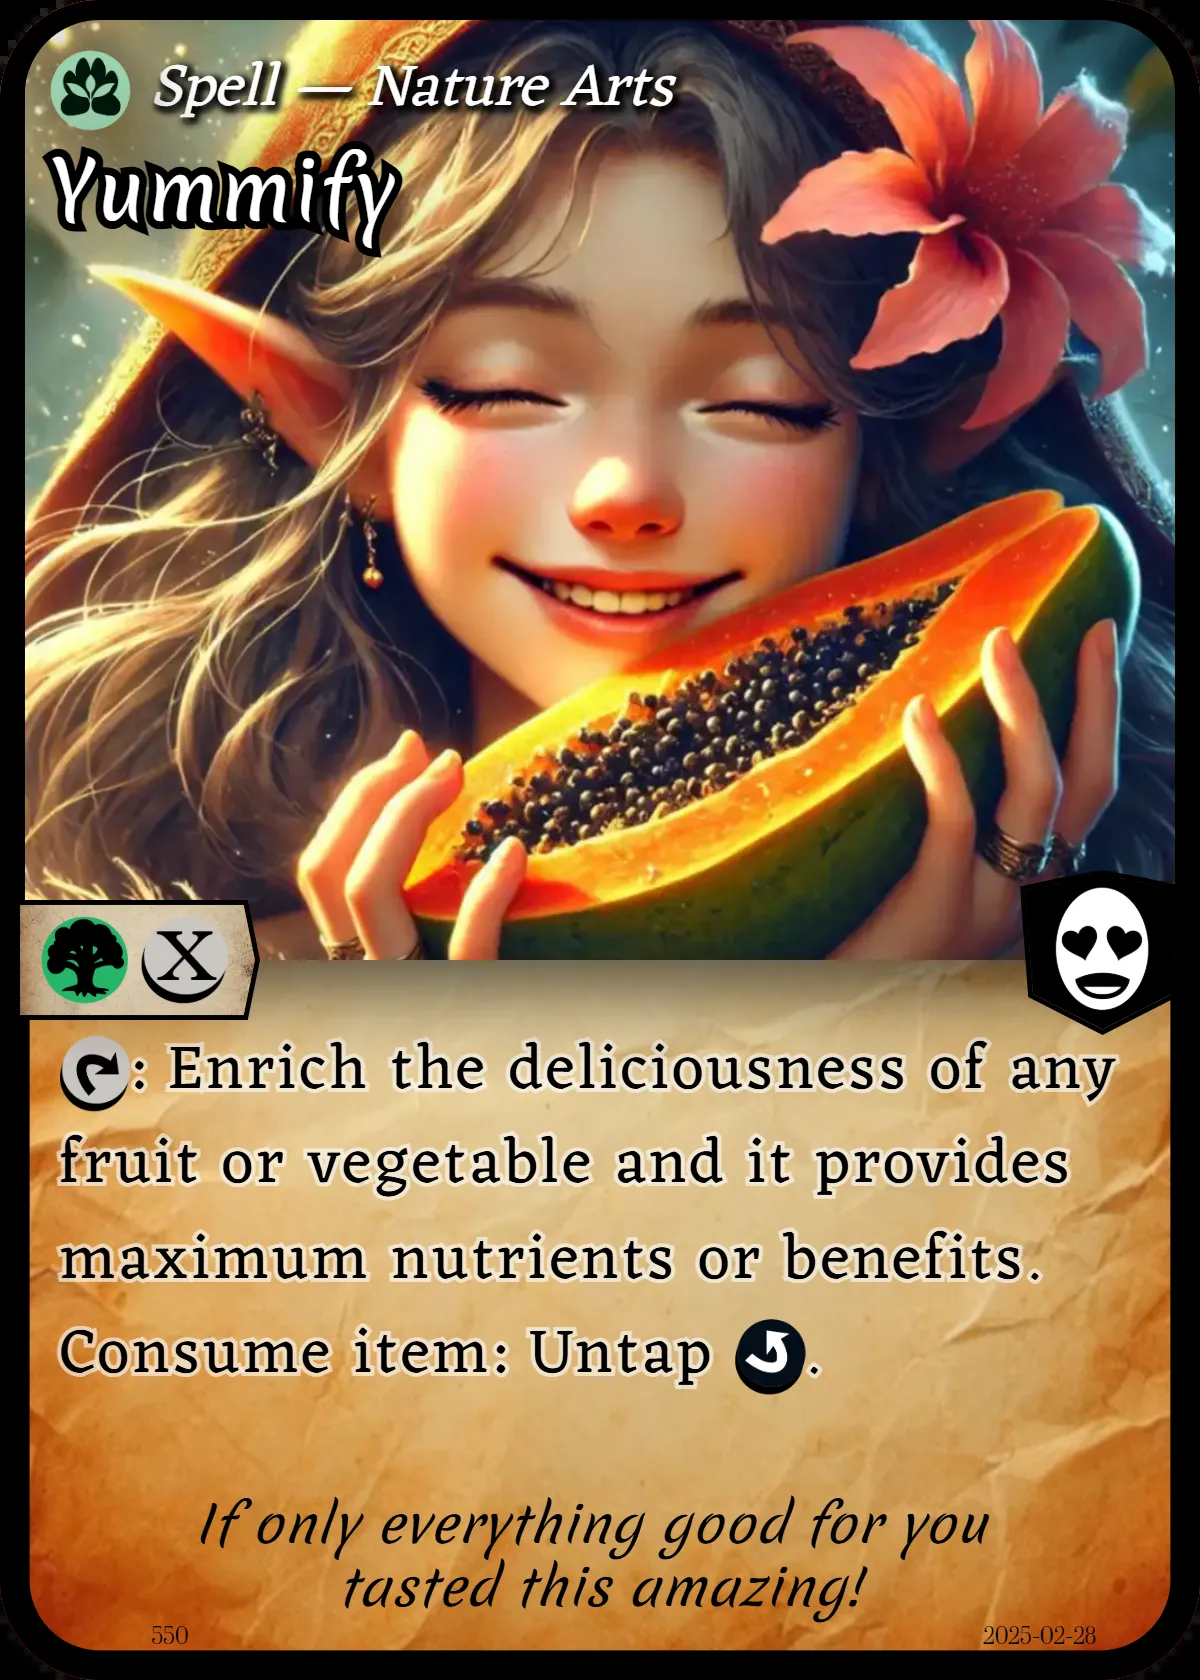 Spell — Nature Arts
Yummify
X
: Enrich the deliciousness of any
fruit or vegetable and it provides
maximum nutrients or benefits.
Consume item: Untap .
If only everything good for you
tasted this amazing!
550
2025-02-28